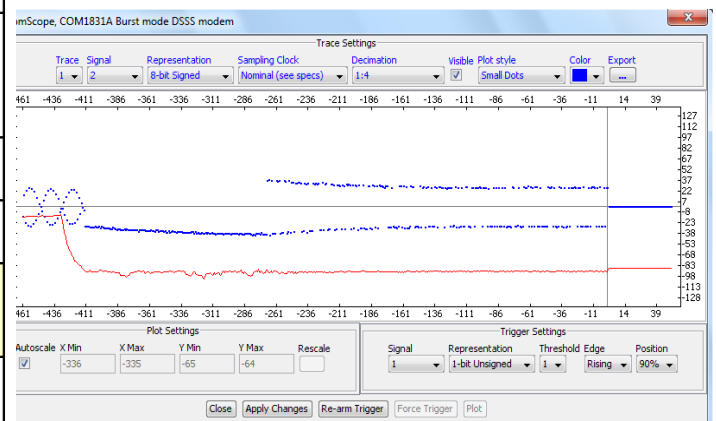 omScope, COM1831A Burst mode DSSS modem
Trace Settings
Trace Signal Representation Sampling Clock Decimation Visible Plot style Color Export
1 2 8-bit Signed Nominal (see specs) 1:4 Small Dots ...
461 -436 -411 -386 -361 -336 -311 -286 -261 -236 -211 -186 -161 -136 -111 -86 -61 -36 -11 14 39
127
112
97
82
67
52
37
22
7
-8
-23
-38
-53
-68
-83
-98
-113
-128
461 -436 -411 -386 -361 -336 -311 -286 -261 -236 -211 -186 -161 -136 -111 -86 -61 -36 -11 14 39
Plot Settings
Autoscale X Min X Max Y Min Y Max Rescale
-336 -335 -65 -64
Trigger Settings
Signal Representation Threshold Edge Position
1 1-bit Unsigned 1 Rising 90%
Close Apply Changes Re-arm Trigger Force Trigger Plot